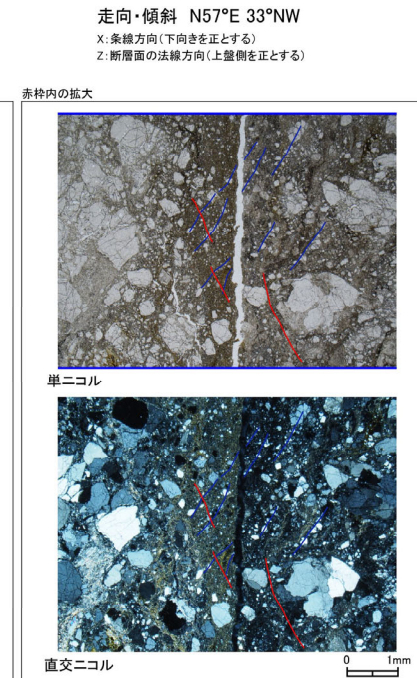 走向・傾斜 N57°E 33°NW
X:条線方向(下向きを正とする)
Z:断層面の法線方向(上盤側を正とする)
赤枠内の拡大
単ニコル
直交ニコル
0 1mm